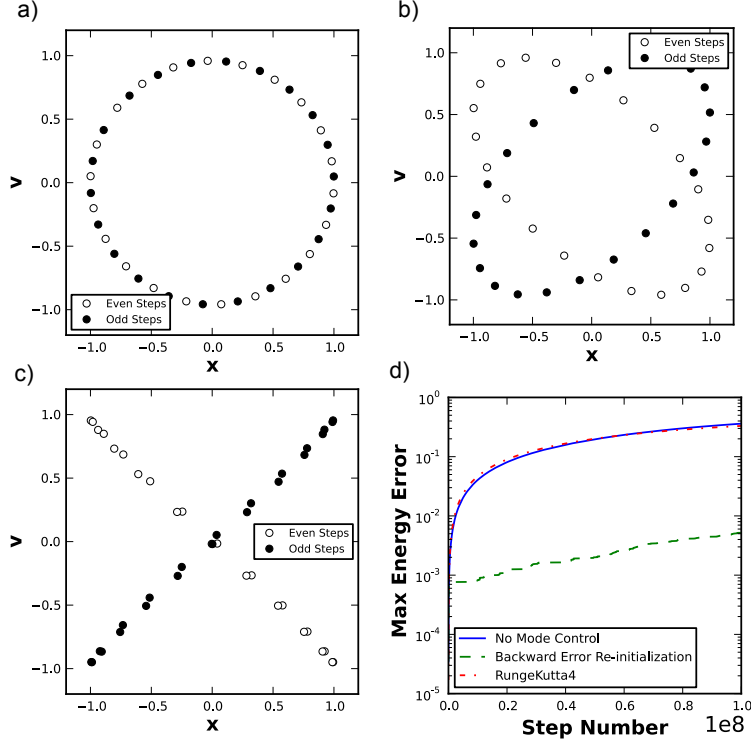 a)
1.0
0.5
0.0
−0.5
−1.0
v
Even Steps
Odd Steps
−1.0 −0.5 0.0 0.5 1.0
x
b)
1.0
0.5
0.0
−0.5
−1.0
v
Even Steps
Odd Steps
−1.0 −0.5 0.0 0.5 1.0
x
c)
1.0
0.5
0.0
−0.5
−1.0
v
Even Steps
Odd Steps
−1.0 −0.5 0.0 0.5 1.0
x
d)
10^0
10^-1
10^-2
10^-3
10^-4
10^-5
Max Energy Error
No Mode Control
Backward Error Re-initialization
RungeKutta4
0.0 0.2 0.4 0.6 0.8 1.0
Step Number 1e8